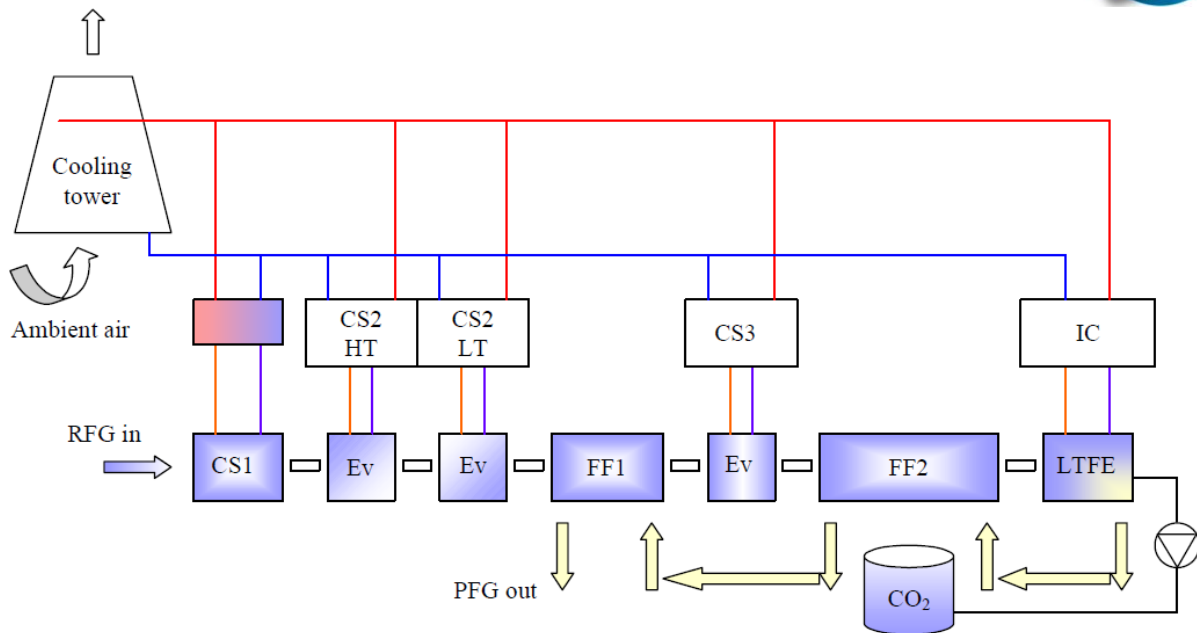 Cooling
tower
Ambient air
CS2
HT
CS2
LT
CS3
IC
RFG in
CS1
Ev
Ev
FF1
Ev
FF2
LTFE
PFG out
CO₂